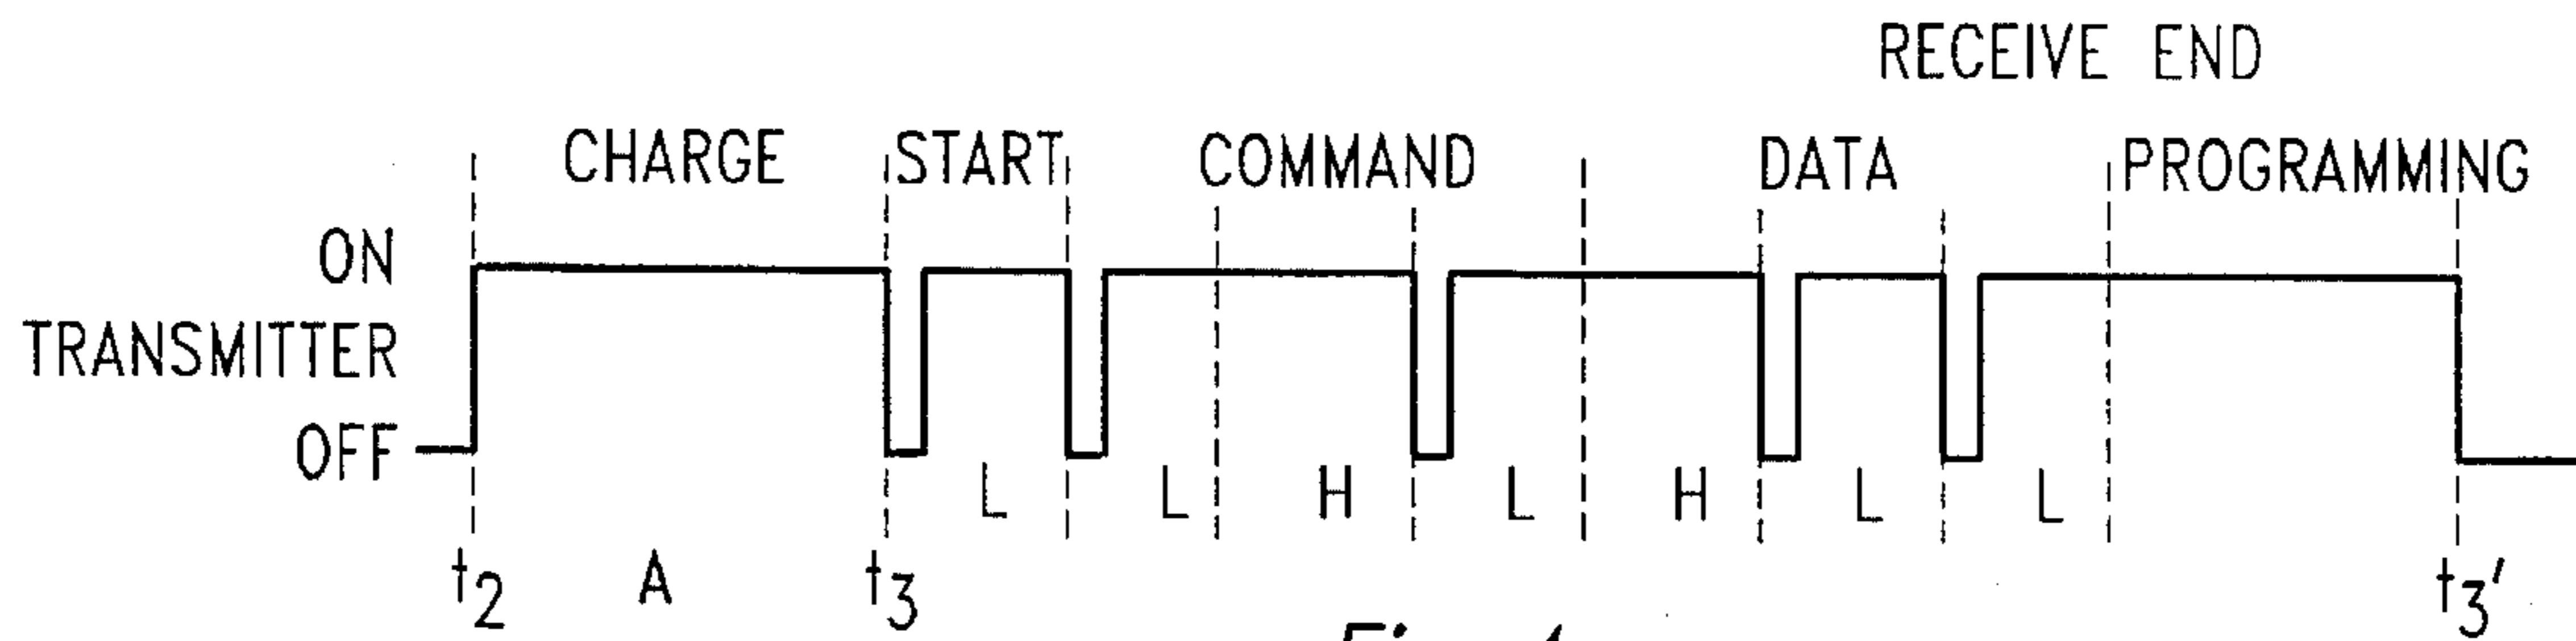 RECEIVE END
CHARGE START COMMAND DATA PROGRAMMING
ON
TRANSMITTER
OFF
L L H L H L L
t2 A t3 t3'